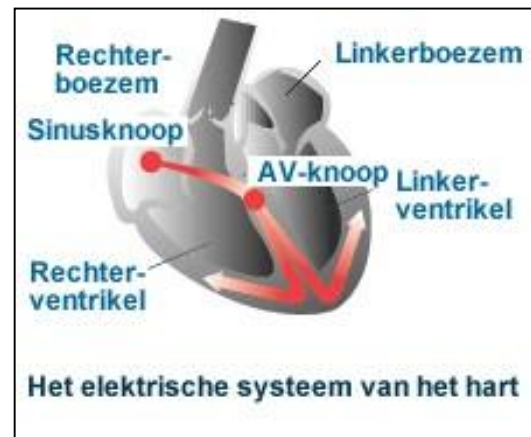 Rechter-
boezem
Linkerboezem
Sinusknoop
AV-knoop
Linker-
ventrikel
Rechter-
ventrikel
Het elektrische systeem van het hart